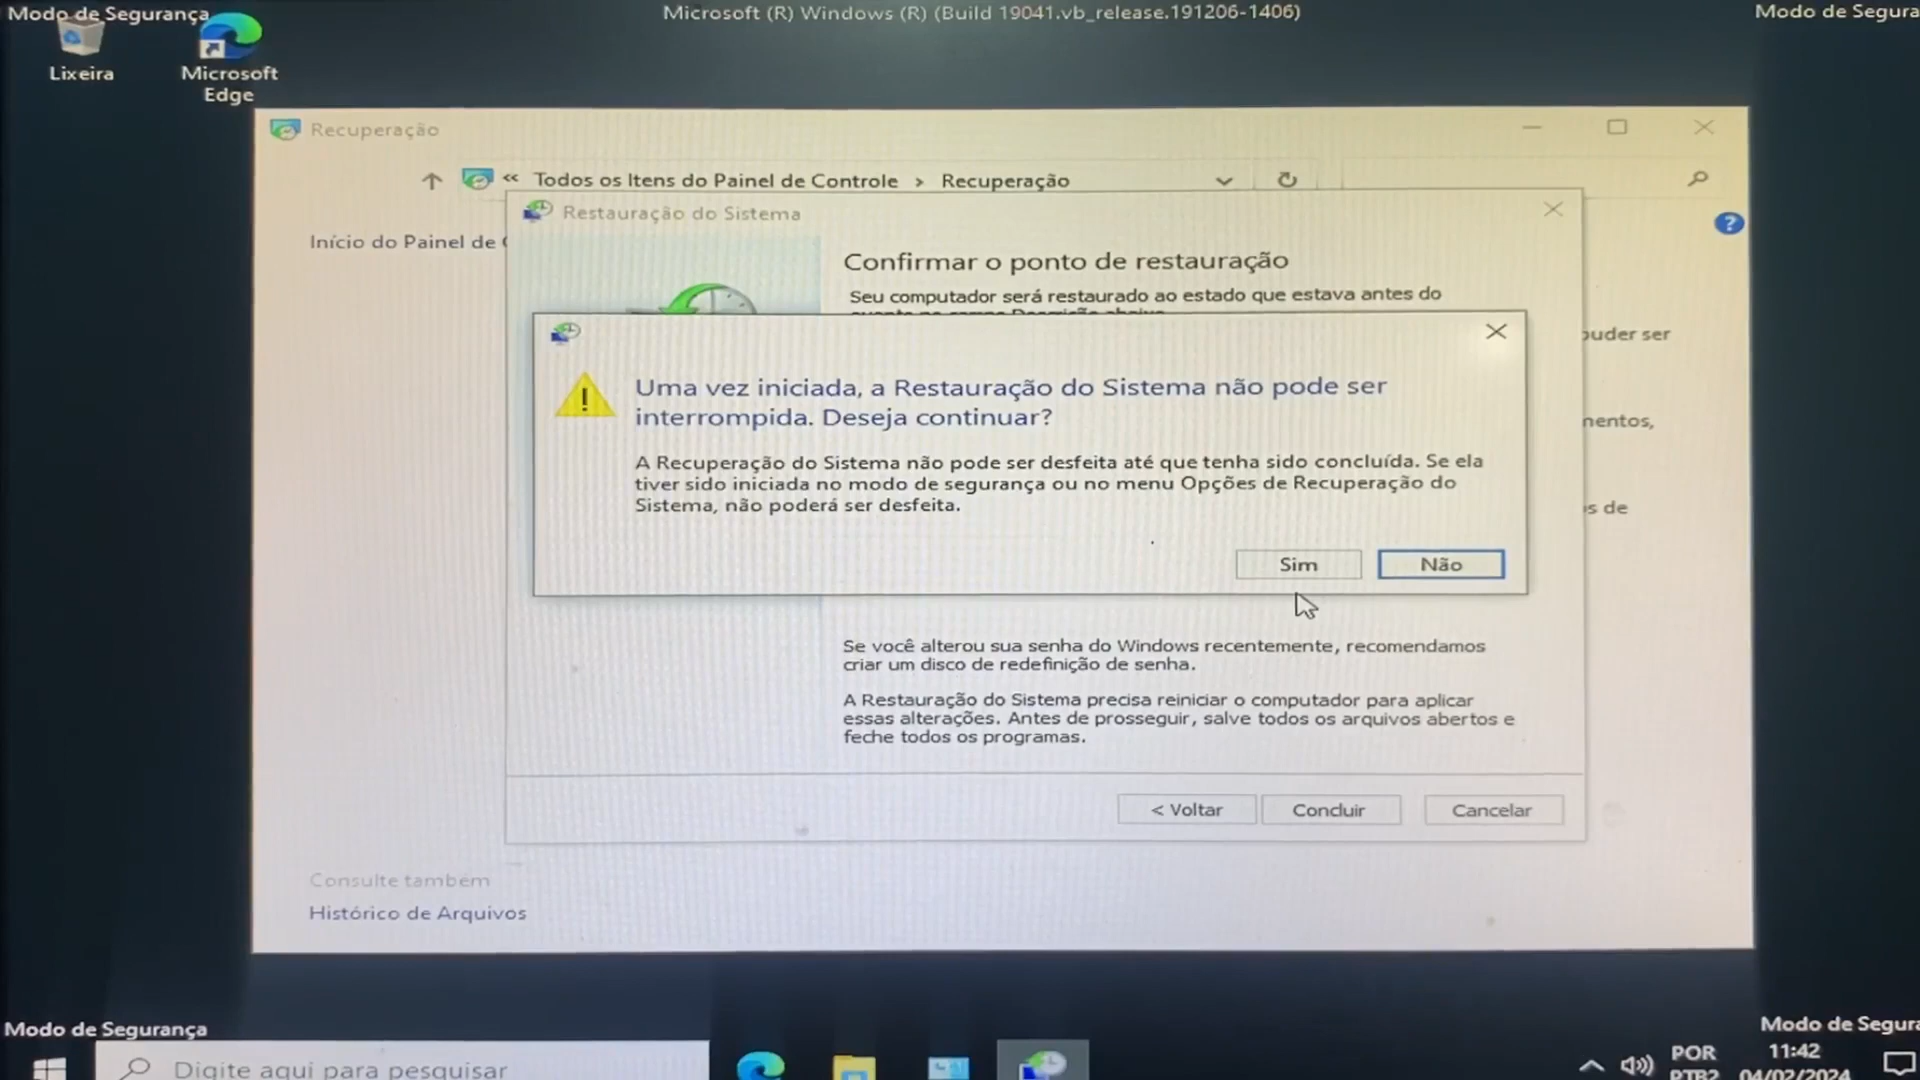 Modo de Segurança
Microsoft (R) Windows (R) (Build 19041.vb_release.191206-1406)
Modo de Segura
Lixeira
Microsoft
Edge
Recuperação
« Todos os Itens do Painel de Controle › Recuperação
Restauração do Sistema
Início do Painel de
Confirmar o ponto de restauração
Seu computador será restaurado ao estado que estava antes do
puder ser
Uma vez iniciada, a Restauração do Sistema não pode ser
interrompida. Deseja continuar?
mentos,
A Recuperação do Sistema não pode ser desfeita até que tenha sido concluída. Se ela
tiver sido iniciada no modo de segurança ou no menu Opções de Recuperação do
Sistema, não poderá ser desfeita.
s de
Sim
Não
Se você alterou sua senha do Windows recentemente, recomendamos
criar um disco de redefinição de senha.
A Restauração do Sistema precisa reiniciar o computador para aplicar
essas alterações. Antes de prosseguir, salve todos os arquivos abertos e
feche todos os programas.
< Voltar
Concluir
Cancelar
Consulte também
Histórico de Arquivos
Modo de Segurança
Modo de Segura
Digite aqui para pesquisar
POR
PTB2
11:42
04/02/2024